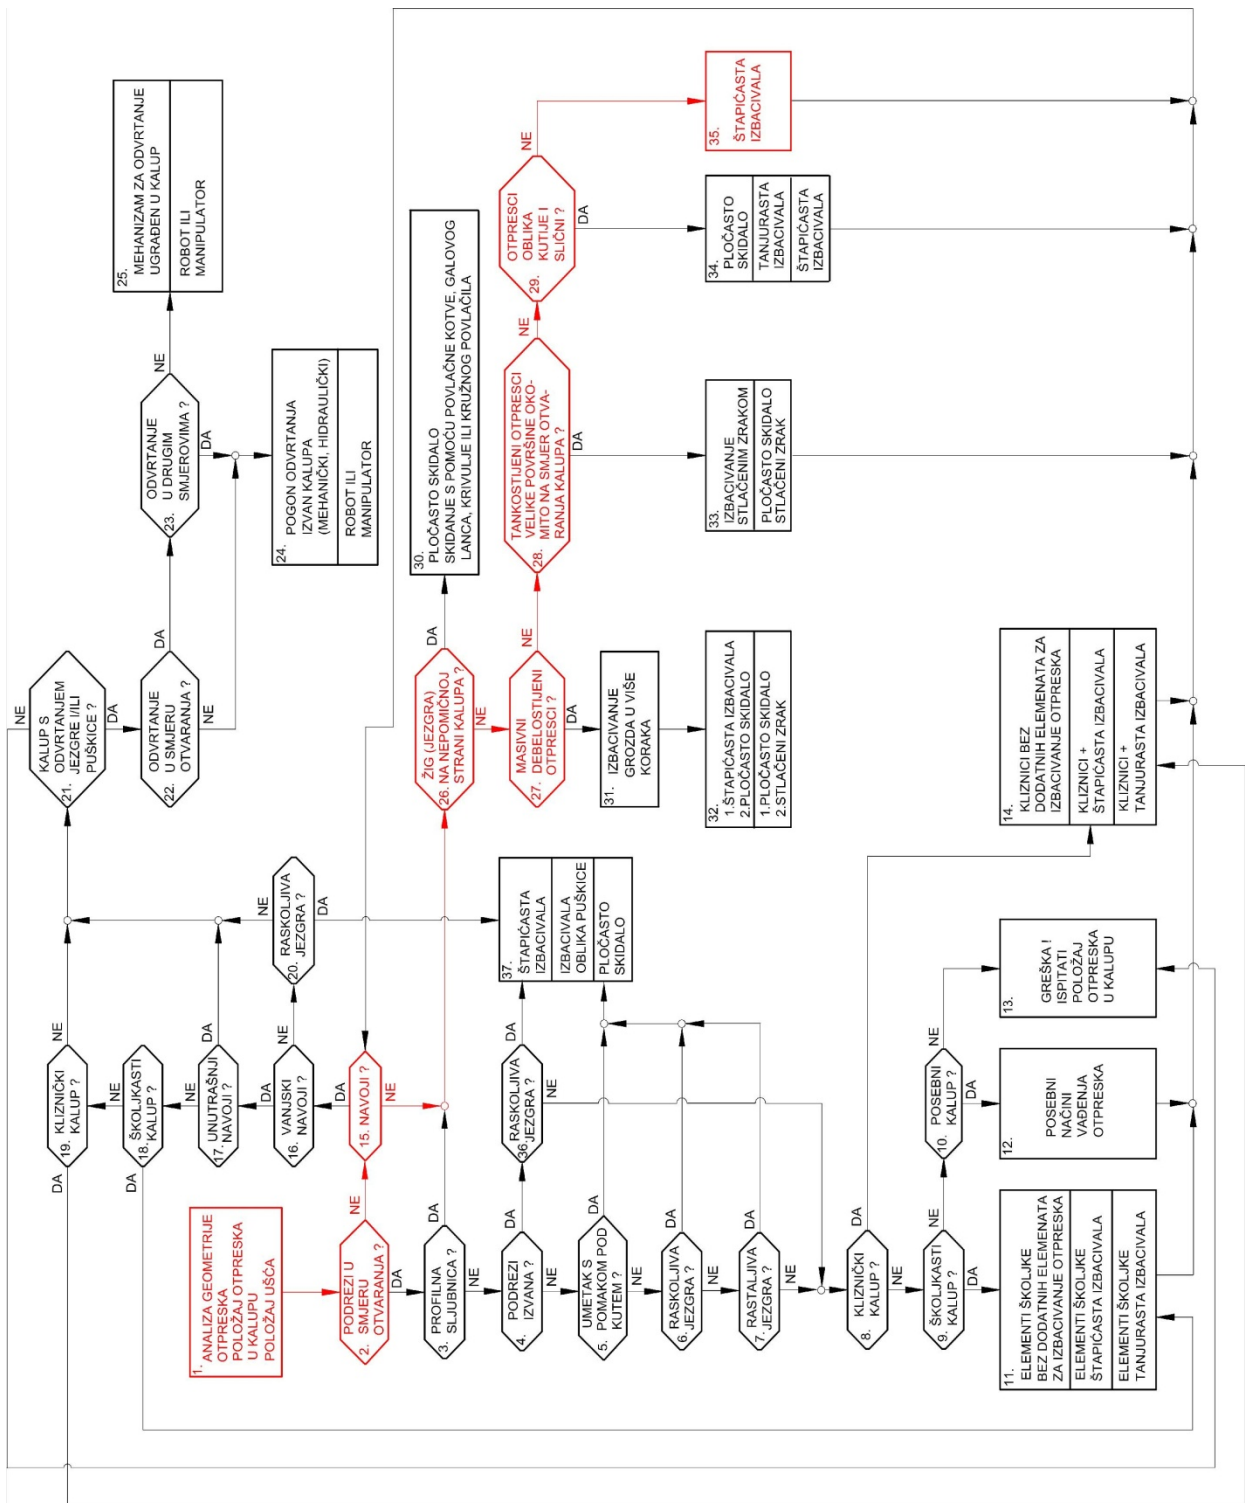 1. ANALIZA GEOMETRIJE
OTPRESKA
POLOŽAJ OTPRESKA
U KALUPU
POLOŽAJ UŠĆA
PODREZI U
SMJERU
2. OTVARANJA ?
NE
DA
PROFILNA
3. SLJUBNICA ?
DA
NE
PODREZI
4. IZVANA ?
DA
NE
UMETAK S
POMAKOM POD
5. KUTEM ?
DA
NE
RASKOLJIVA
6. JEZGRA ?
DA
NE
RASTALJIVA
7. JEZGRA ?
DA
NE
KLIZNIČKI
8. KALUP ?
DA
NE
ŠKOLJKASTI
9. KALUP ?
NE
DA
POSEBNI
10. KALUP ?
NE
DA
11.
ELEMENTI ŠKOLJKE
BEZ DODATNIH ELEMENATA
ZA IZBACIVANJE OTPRESKA
ELEMENTI ŠKOLJKE
ŠTAPIĆASTA IZBACIVALA
ELEMENTI ŠKOLJKE
TANJURASTA IZBACIVALA
12.
POSEBNI
NAČINI
VAĐENJA
OTPRESKA
13.
GREŠKA !
ISPITATI
POLOŽAJ
OTPRESKA
U KALUPU
14.
KLIZNICI BEZ
DODATNIH ELEMENATA ZA
IZBACIVANJE OTPRESKA
KLIZNICI +
ŠTAPIĆASTA IZBACIVALA
KLIZNICI +
TANJURASTA IZBACIVALA
15. NAVOJI ?
DA
NE
VANJSKI
16. NAVOJI ?
DA
NE
UNUTRAŠNJI
17. NAVOJI ?
DA
NE
ŠKOLJKASTI
18. KALUP ?
DA
NE
KLIZNIČKI
19. KALUP ?
DA
NE
RASKOLJIVA
20. JEZGRA ?
NE
DA
KALUP S
ODVRTANJEM
JEZGRE I/ILI
21. PUŠKICE ?
NE
DA
ODVRTANJE
U SMJERU
22. OTVARANJA ?
DA
NE
ODVRTANJE
U DRUGIM
23. SMJEROVIMA ?
NE
DA
24.
POGON ODVRTANJA
IZVAN KALUPA
(MEHANIČKI, HIDRAULIČKI)
ROBOT ILI
MANIPULATOR
25.
MEHANIZAM ZA ODVRTANJE
UGRAĐEN U KALUP
ROBOT ILI
MANIPULATOR
ŽIG (JEZGRA)
26. NA NEPOMIČNOJ
STRANI KALUPA ?
DA
NE
MASIVNI
27. DEBELOSTIJENI
OTPRESCI ?
NE
DA
TANKOSTIJENI OTPRESCI
VELIKE POVRŠINE OKO-
MITO NA SMJER OTVA-
28. RANJA KALUPA ?
NE
DA
OTPRESCI
OBLIKA
KUTIJE I
29. SLIČNI ?
NE
DA
30.
PLOČASTO SKIDALO
SKIDANJE S POMOĆU POVLAČNE KOTVE, GALOVOG
LANCA, KRIVULJE ILI KRUŽNOG POVLAČILA
31.
IZBACIVANJE
GROZDA U VIŠE
KORAKA
32.
1.ŠTAPIĆASTA IZBACIVALA
2.PLOČASTO SKIDALO
1.PLOČASTO SKIDALO
2.STLAČENI ZRAK
33.
IZBACIVANJE
STLAČENIM ZRAKOM
PLOČASTO SKIDALO
STLAČENI ZRAK
34.
PLOČASTO
SKIDALO
TANJURASTA
IZBACIVALA
ŠTAPIĆASTA
IZBACIVALA
35.
ŠTAPIĆASTA
IZBACIVALA
RASKOLJIVA
36. JEZGRA ?
DA
NE
37.
ŠTAPIĆASTA
IZBACIVALA
IZBACIVALA
OBLIKA PUŠKICE
PLOČASTO
SKIDALO